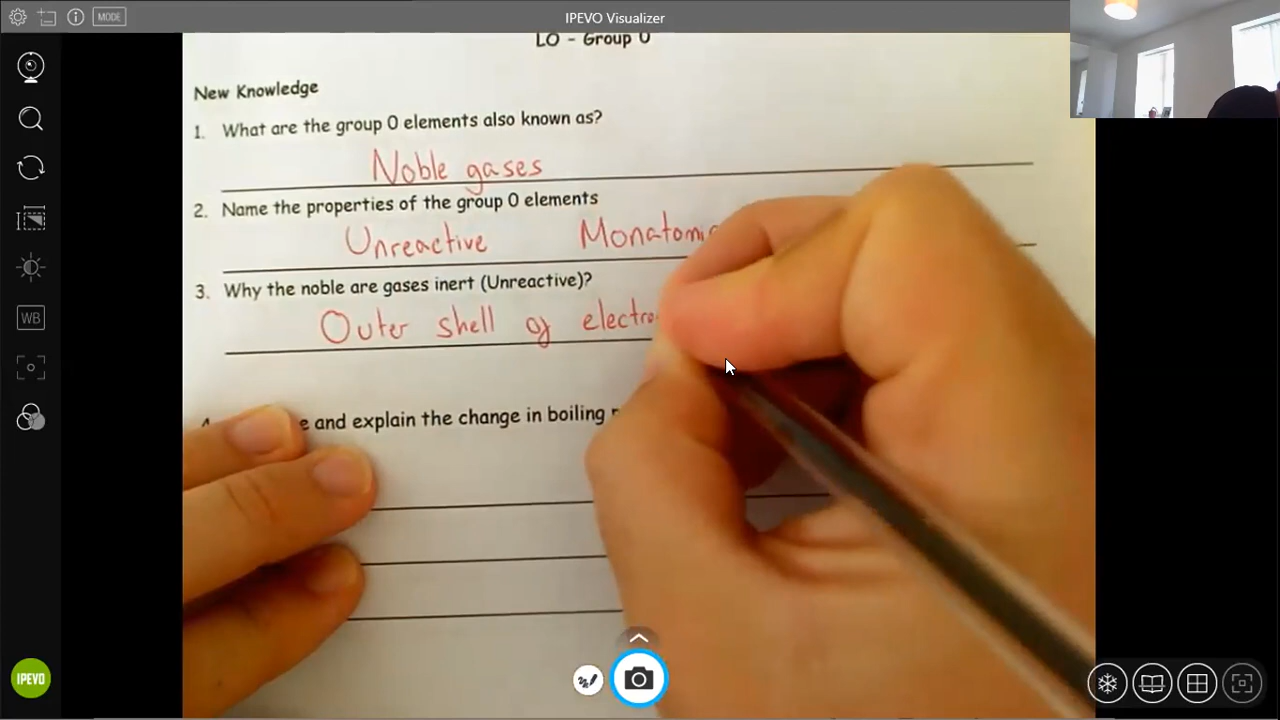 IPEVO Visualizer
MODE
LO - Group 0
New Knowledge
1. What are the group 0 elements also known as?
Noble gases
2. Name the properties of the group 0 elements
Unreactive Monatomic
3. Why the noble are gases inert (Unreactive)?
Outer shell of electro
and explain the change in boiling
WB
IPEVO